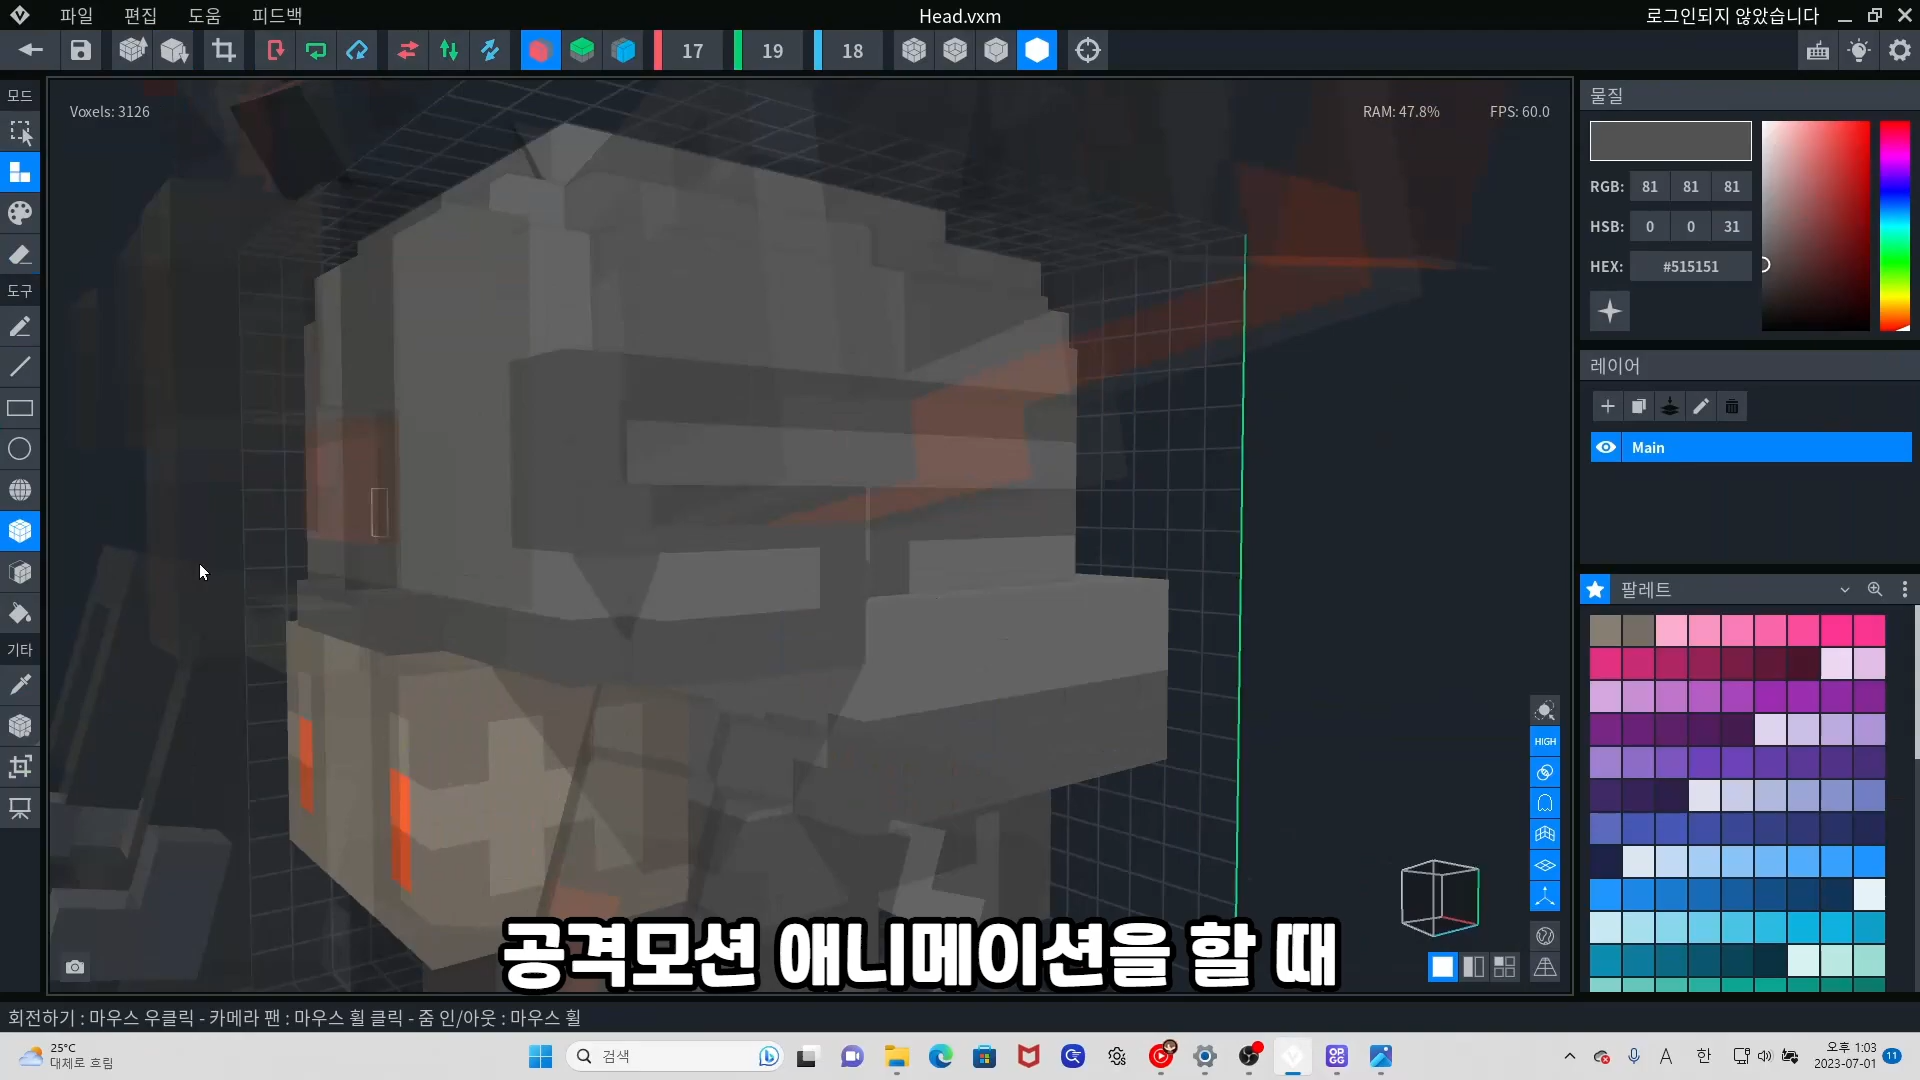 파일 편집 도움 피드백 Head.vxm 로그인되지 않았습니다
17 19 18
모드
도구
기타
Voxels: 3126
RAM: 47.8% FPS: 60.0
물질
RGB: 81 81 81
HSB: 0 0 31
HEX: #515151
레이어
Main
팔레트
HIGH
공격모션 애니메이션을 할 때
회전하기 : 마우스 우클릭 - 카메라 팬 : 마우스 휠 클릭 - 줌 인/아웃 : 마우스 휠
25°C
대체로 흐림
검색
OP.GG
A 한
오후 1:03
2023-07-01
11